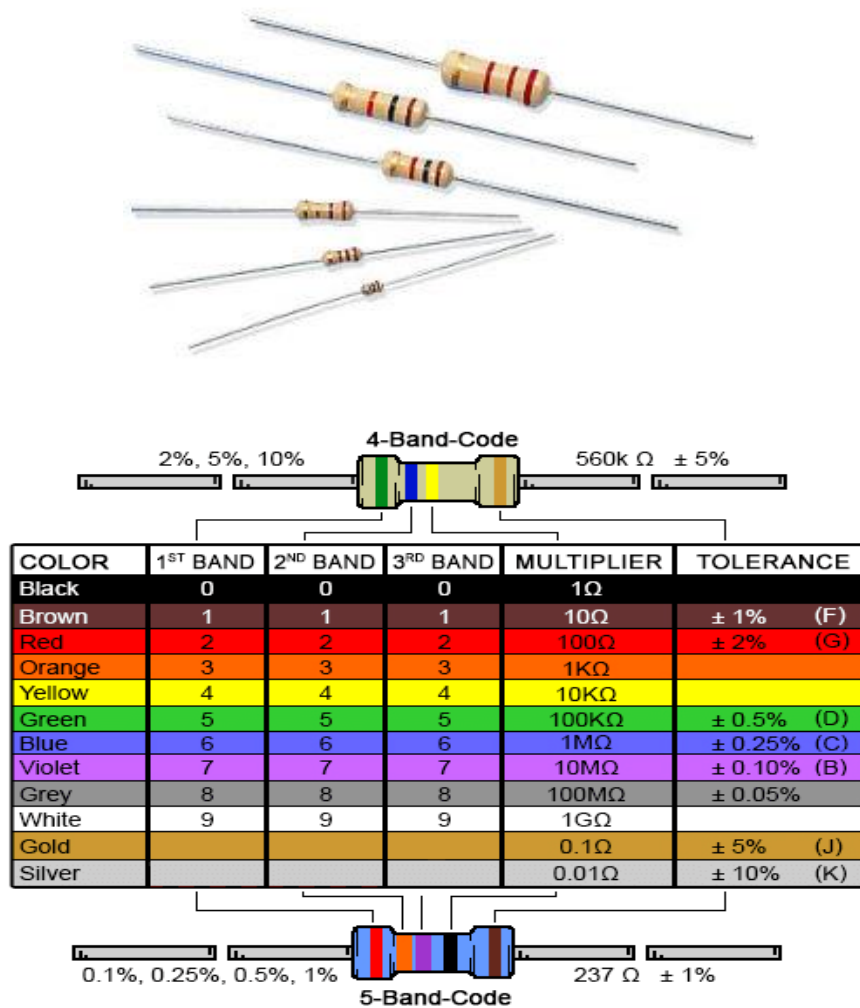 4-Band-Code
2%, 5%, 10% 560k Ω ± 5%
COLOR 1ST BAND 2ND BAND 3RD BAND MULTIPLIER TOLERANCE
Black 0 0 0 1Ω
Brown 1 1 1 10Ω ± 1% (F)
Red 2 2 2 100Ω ± 2% (G)
Orange 3 3 3 1KΩ
Yellow 4 4 4 10KΩ
Green 5 5 5 100KΩ ± 0.5% (D)
Blue 6 6 6 1MΩ ± 0.25% (C)
Violet 7 7 7 10MΩ ± 0.10% (B)
Grey 8 8 8 100MΩ ± 0.05%
White 9 9 9 1GΩ
Gold 0.1Ω ± 5% (J)
Silver 0.01Ω ± 10% (K)
0.1%, 0.25%, 0.5%, 1% 237 Ω ± 1%
5-Band-Code